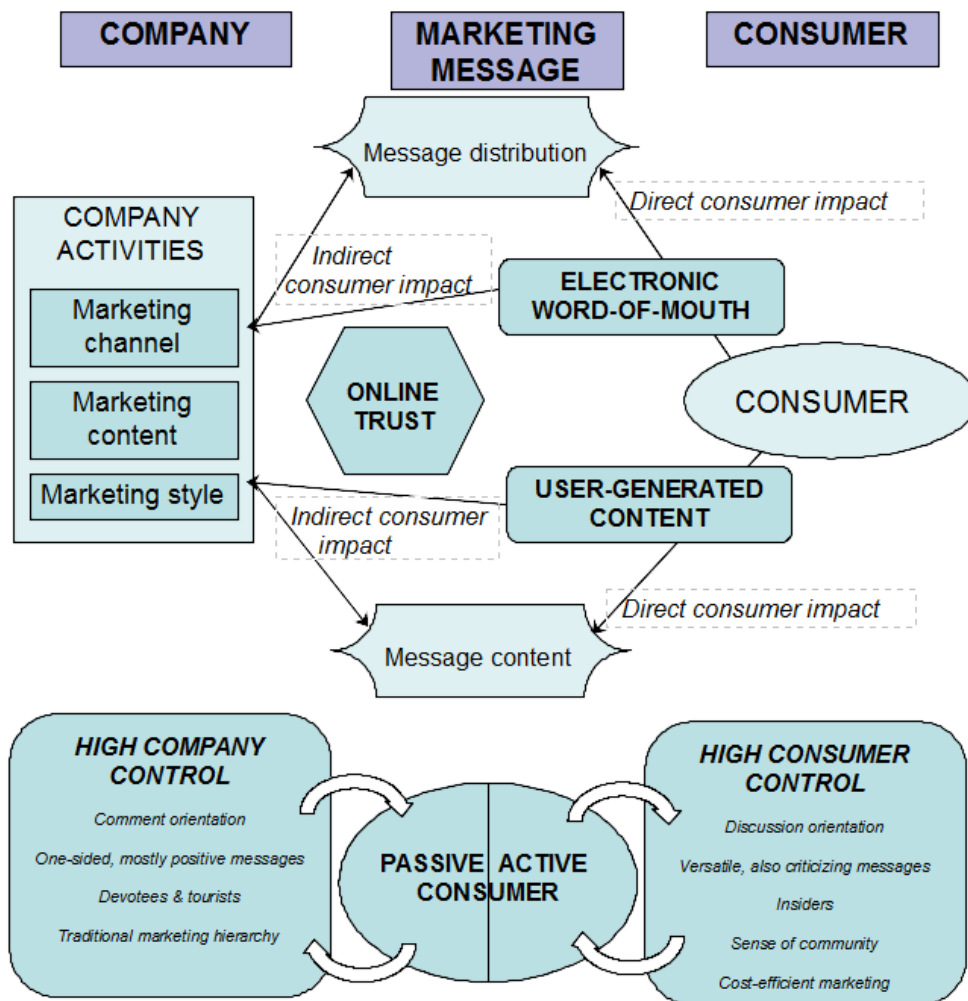 COMPANY
MARKETING
MESSAGE
CONSUMER
Message distribution
Direct consumer impact
COMPANY
ACTIVITIES
Indirect
consumer impact
ELECTRONIC
WORD-OF-MOUTH
Marketing
channel
ONLINE
TRUST
CONSUMER
Marketing
content
Marketing style
USER-GENERATED
CONTENT
Indirect consumer
impact
Direct consumer impact
Message content
HIGH COMPANY
CONTROL
Comment orientation
One-sided, mostly positive messages
Devotees & tourists
Traditional marketing hierarchy
PASSIVE ACTIVE
CONSUMER
HIGH CONSUMER
CONTROL
Discussion orientation
Versatile, also criticizing messages
Insiders
Sense of community
Cost-efficient marketing